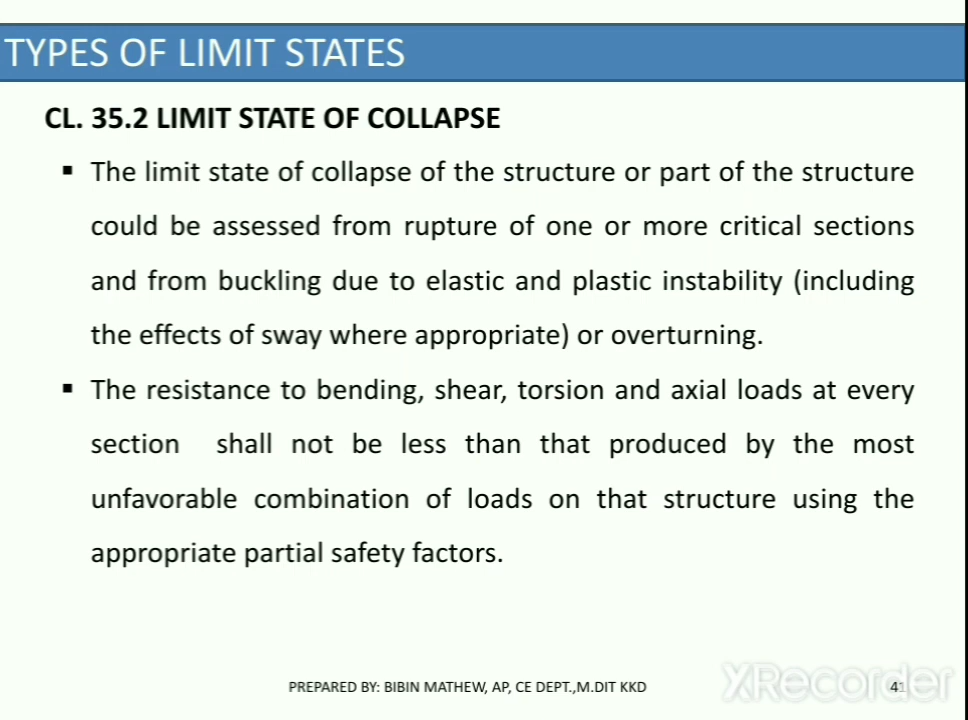 TYPES OF LIMIT STATES
CL. 35.2 LIMIT STATE OF COLLAPSE
▪ The limit state of collapse of the structure or part of the structure
could be assessed from rupture of one or more critical sections
and from buckling due to elastic and plastic instability (including
the effects of sway where appropriate) or overturning.
▪ The resistance to bending, shear, torsion and axial loads at every
section shall not be less than that produced by the most
unfavorable combination of loads on that structure using the
appropriate partial safety factors.
PREPARED BY: BIBIN MATHEW, AP, CE DEPT.,M.DIT KKD
41
XRecorder